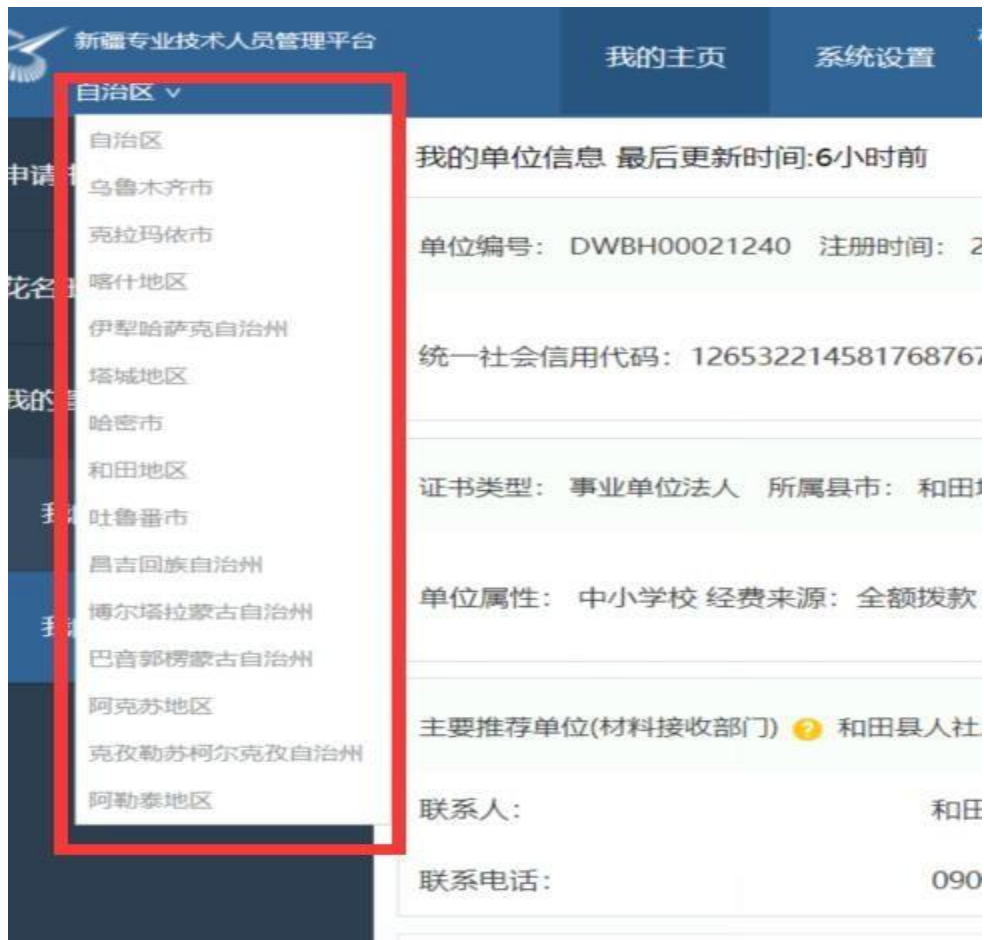 新疆专业技术人员管理平台
我的主页 系统设置
自治区
自治区
乌鲁木齐市
克拉玛依市
喀什地区
伊犁哈萨克自治州
塔城地区
哈密市
和田地区
吐鲁番市
昌吉回族自治州
博尔塔拉蒙古自治州
巴音郭楞蒙古自治州
阿克苏地区
克孜勒苏柯尔克孜自治州
阿勒泰地区
申请
花名
我的
我的单位信息 最后更新时间:6小时前
单位编号: DWBH00021240 注册时间: 2
统一社会信用代码: 12653221458176876
证书类型: 事业单位法人 所属县市: 和田
单位属性: 中小学校 经费来源: 全额拨款
主要推荐单位(材料接收部门) ? 和田县人社
联系人: 和田
联系电话: 090